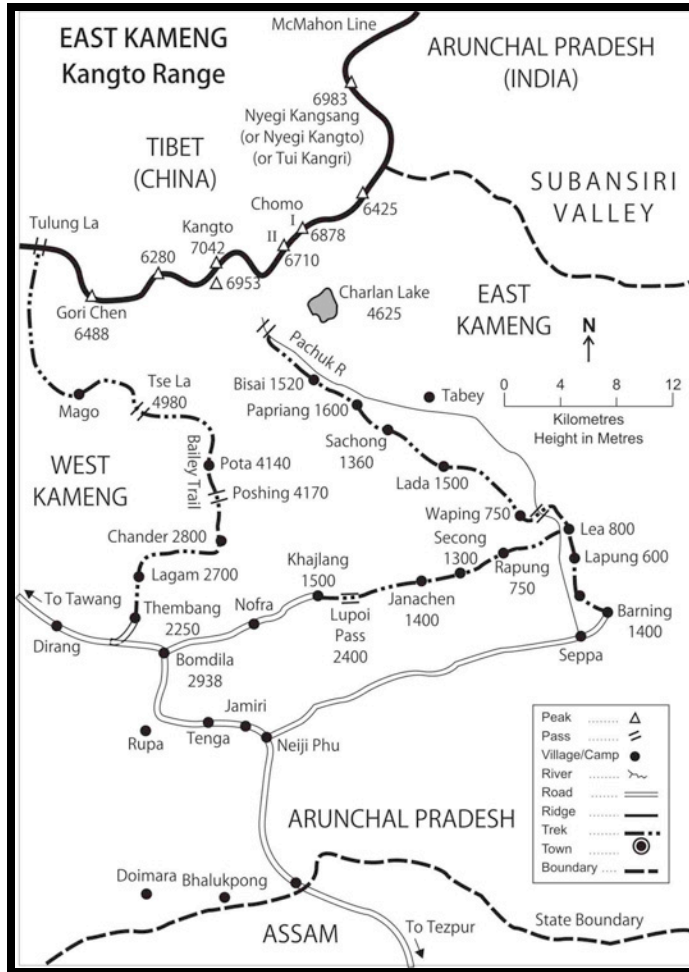 EAST KAMENG
Kangto Range
McMahon Line
ARUNCHAL PRADESH
(INDIA)
6983
Nyegi Kangsang
(or Nyegi Kangto)
(or Tui Kangri)
TIBET
(CHINA)
SUBANSIRI
VALLEY
Tulung La
Kangto
7042
Chomo
I
II
6425
6878
6710
6280
6953
Gori Chen
6488
Charlan Lake
4625
EAST
KAMENG
N
0 4 8 12
Kilometres
Height in Metres
Pachuk R
Bisai 1520
Papriang 1600
Tabey
Sachong
1360
Lada 1500
Mago
Tse La
4980
Bailey Trail
Pota 4140
Poshing 4170
WEST
KAMENG
Chander 2800
Waping 750
Lea 800
Secong
1300
Lapung 600
Rapung
750
Khajlang
1500
Lagam 2700
To Tawang
Thembang
2250
Nofra
Lupoi
Pass
2400
Janachen
1400
Barning
1400
Dirang
Bomdila
2938
Seppa
Jamiri
Rupa
Tenga
Neiji Phu
Peak
Pass
Village/Camp
River
Road
Ridge
Trek
Town
Boundary
ARUNCHAL PRADESH
Doimara
Bhalukpong
ASSAM
To Tezpur
State Boundary